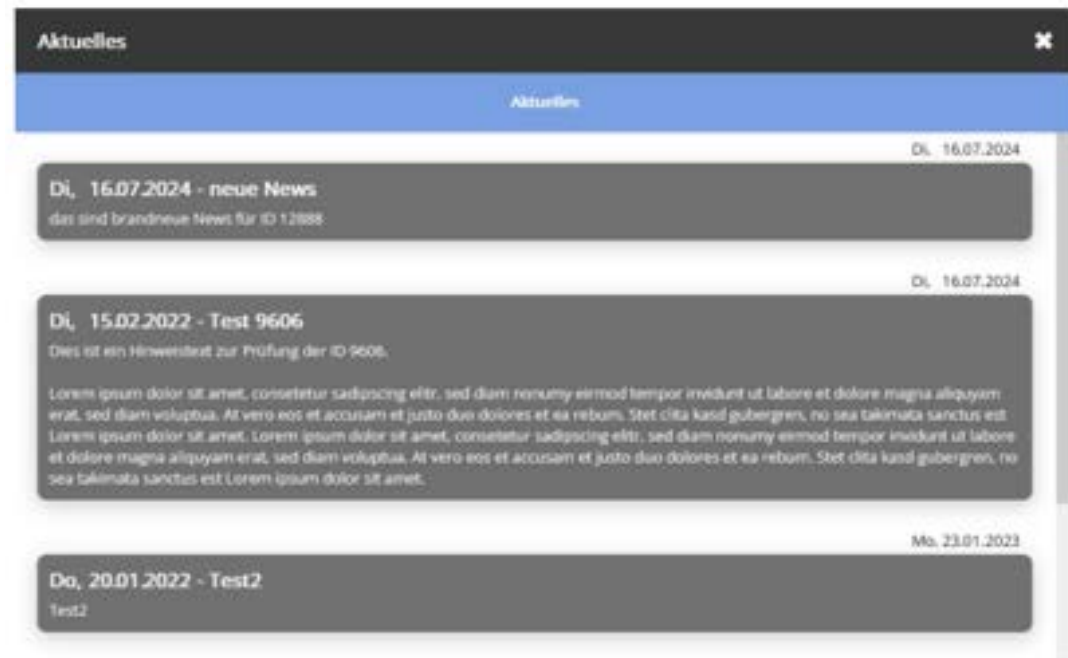 Aktuelles
Aktuelles
Di, 16.07.2024
Di, 16.07.2024 - neue News
das sind brandneue News für ID 12888
Di, 16.07.2024
Di, 15.02.2022 - Test 9606
Dies ist ein Hinweistext zur Prüfung der ID 9606.
Lorem ipsum dolor sit amet, consetetur sadipscing elitr, sed diam nonumy eirmod tempor invidunt ut labore et dolore magna aliquyam
erat, sed diam voluptua. At vero eos et accusam et justo duo dolores et ea rebum. Stet clita kasd gubergren, no sea takimata sanctus est
Lorem ipsum dolor sit amet. Lorem ipsum dolor sit amet, consetetur sadipscing elitr, sed diam nonumy eirmod tempor invidunt ut labore
et dolore magna aliquyam erat, sed diam voluptua. At vero eos et accusam et justo duo dolores et ea rebum. Stet clita kasd gubergren, no
sea takimata sanctus est Lorem ipsum dolor sit amet.
Mo, 23.01.2023
Do, 20.01.2022 - Test2
Test2